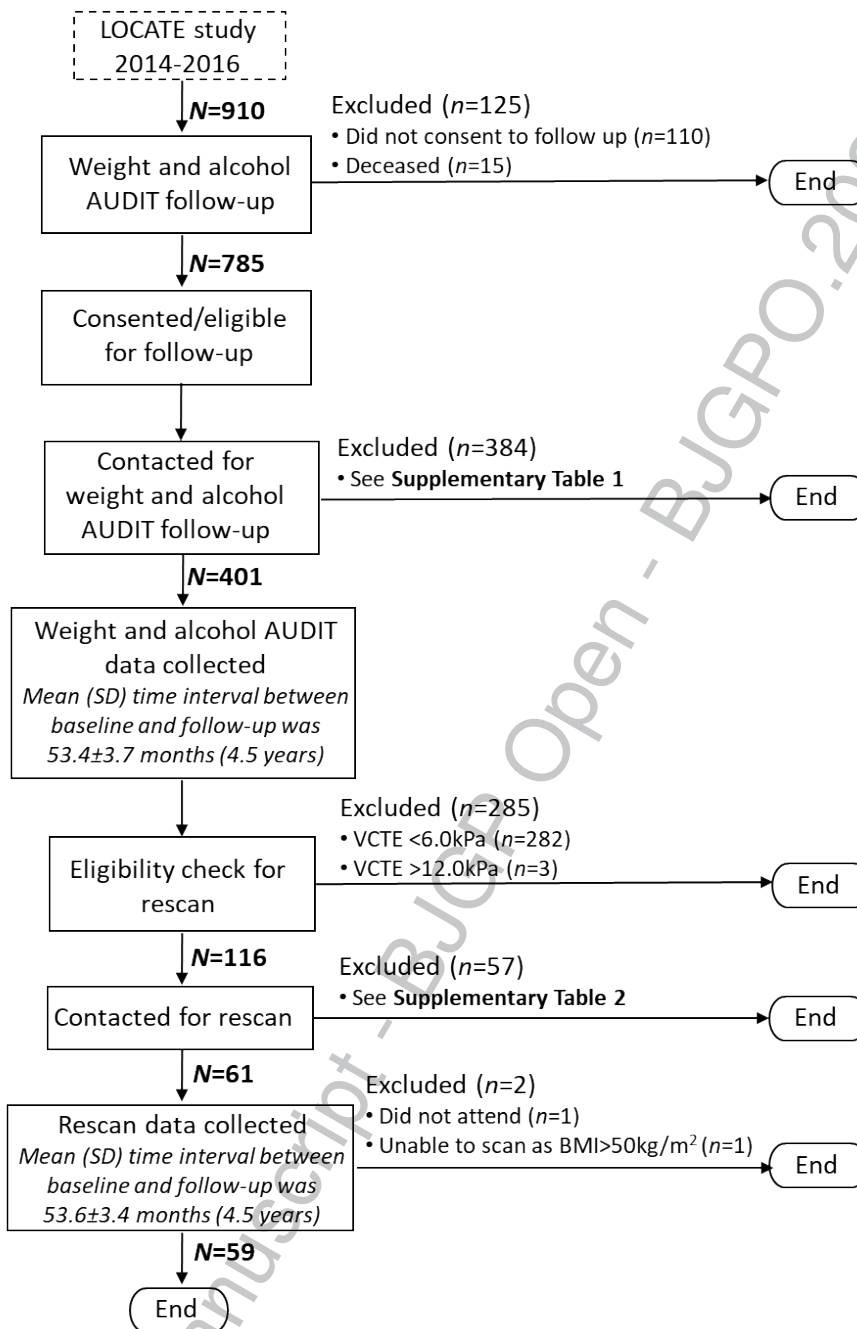 LOCATE study
2014-2016
N=910
Excluded (n=125)
• Did not consent to follow up (n=110)
• Deceased (n=15)
Weight and alcohol
AUDIT follow-up
End
N=785
Consented/eligible
for follow-up
Excluded (n=384)
• See Supplementary Table 1
Contacted for
weight and alcohol
AUDIT follow-up
End
N=401
Weight and alcohol AUDIT
data collected
Mean (SD) time interval between
baseline and follow-up was
53.4±3.7 months (4.5 years)
Excluded (n=285)
• VCTE <6.0kPa (n=282)
• VCTE >12.0kPa (n=3)
Eligibility check for
rescan
End
N=116
Excluded (n=57)
• See Supplementary Table 2
Contacted for rescan
End
N=61
Excluded (n=2)
• Did not attend (n=1)
• Unable to scan as BMI>50kg/m² (n=1)
Rescan data collected
Mean (SD) time interval between
baseline and follow-up was
53.6±3.4 months (4.5 years)
End
N=59
End
anuscript - BJGP Open - BJGPO.20